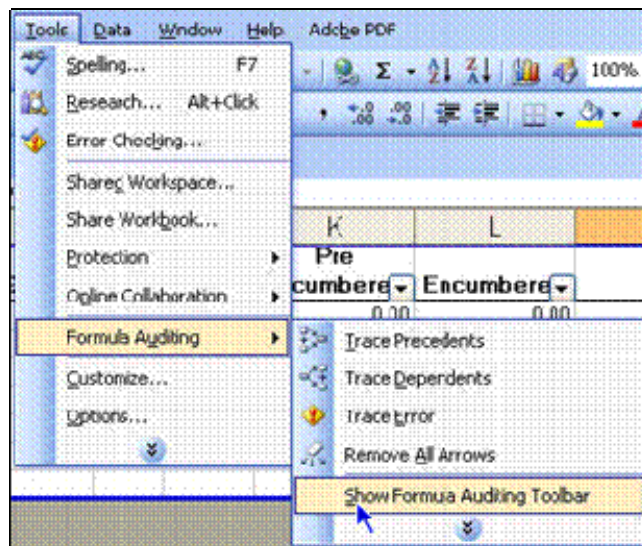 Tools Data Window Help Adobe PDF
Spelling... F7
100%
Research... Alt+Click
Error Checking...
Shared Workspace...
Share Workbook...
K L
Protection
Pre
cumbere Encumbere
Online Collaboration
0.00 0.00
Formula Auditing
Trace Precedents
Customize...
Trace Dependents
Options...
Trace Error
Remove All Arrows
Show Formula Auditing Toolbar